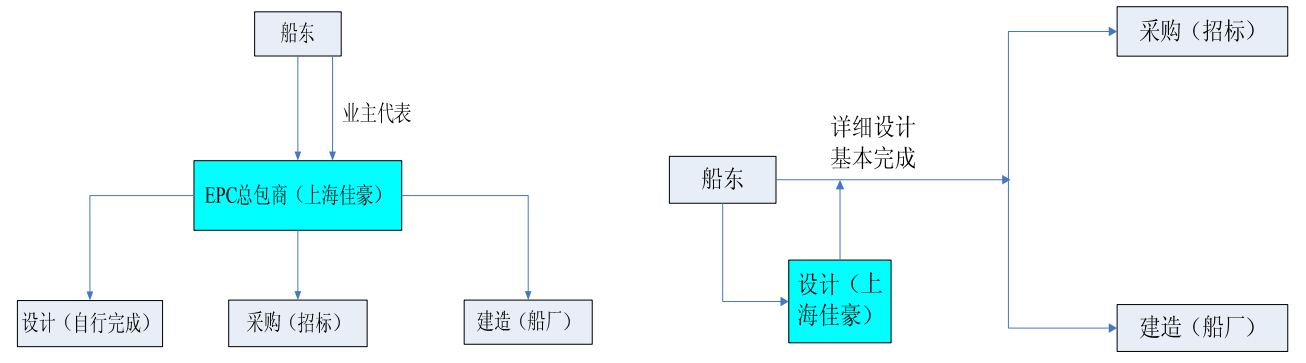 船东
业主代表
EPC总包商（上海佳豪）
设计（自行完成）
采购（招标）
建造（船厂）
采购（招标）
详细设计
基本完成
船东
设计（上
海佳豪）
建造（船厂）